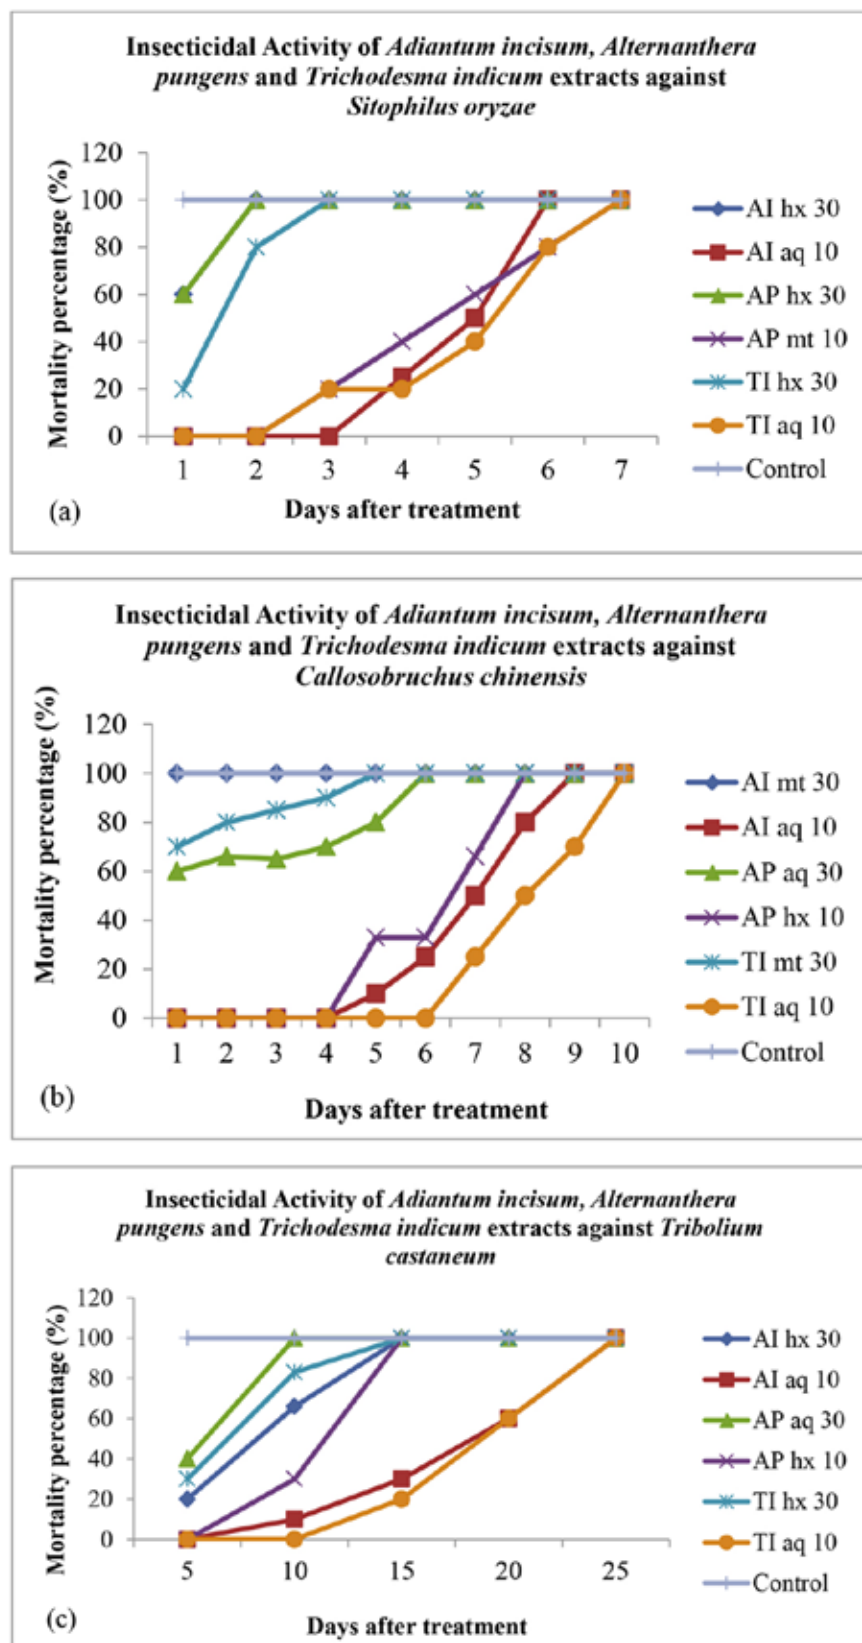 Insecticidal Activity of Adiantum incisum, Alternanthera
pungens and Trichodesma indicum extracts against
Sitophilus oryzae
Mortality percentage (%)
120
100
80
60
40
20
0
1 2 3 4 5 6 7
Days after treatment
AI hx 30
AI aq 10
AP hx 30
AP mt 10
TI hx 30
TI aq 10
Control
(a)
Insecticidal Activity of Adiantum incisum, Alternanthera
pungens and Trichodesma indicum extracts against
Callosobruchus chinensis
Mortality percentage (%)
120
100
80
60
40
20
0
1 2 3 4 5 6 7 8 9 10
Days after treatment
AI mt 30
AI aq 10
AP aq 30
AP hx 10
TI mt 30
TI aq 10
Control
(b)
Insecticidal Activity of Adiantum incisum, Alternanthera
pungens and Trichodesma indicum extracts against Tribolium
castaneum
Mortality percentage (%)
120
100
80
60
40
20
0
5 10 15 20 25
Days after treatment
AI hx 30
AI aq 10
AP aq 30
AP hx 10
TI hx 30
TI aq 10
Control
(c)